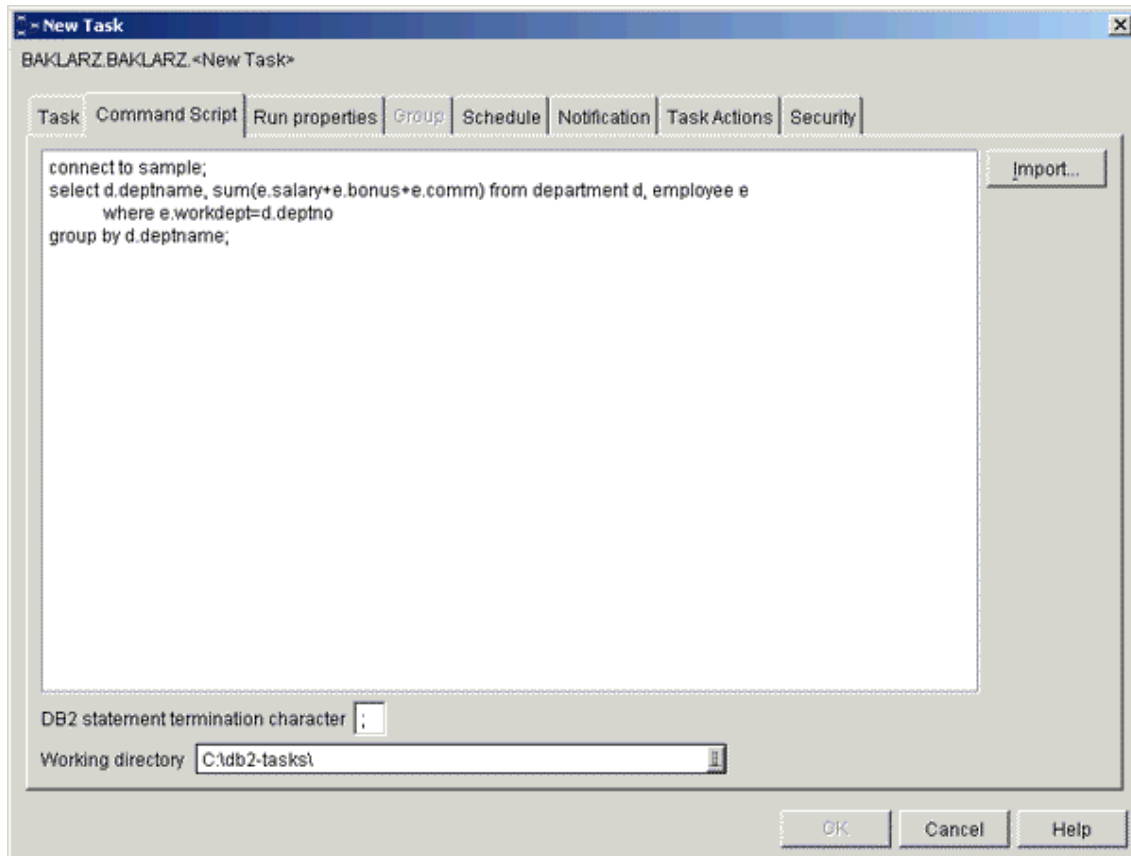 New Task
BAKLARZ.BAKLARZ.<New Task>
Task Command Script Run properties Group Schedule Notification Task Actions Security
connect to sample;
select d.deptname, sum(e.salary+e.bonus+e.comm) from department d, employee e
where e.workdept=d.deptno
group by d.deptname;
Import...
DB2 statement termination character ;
Working directory C:\db2-tasks\
OK Cancel Help